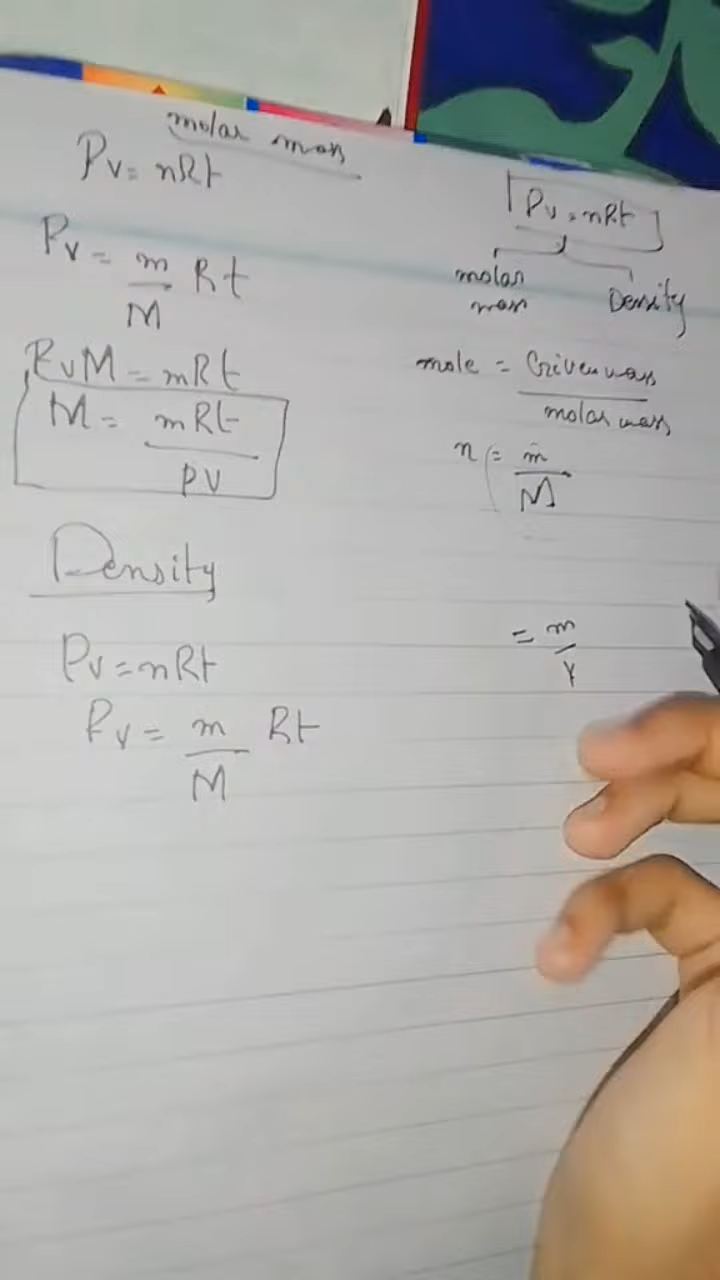 molar mass
Pv = nRt
Pv = m/M Rt
PvM = mRt
M = mRt/PV
Density
Pv = nRt
Pv = m/M Rt
Pv = nRt
molar mass
Density
mole = Given mass/molar mass
n = m/M
= m/v